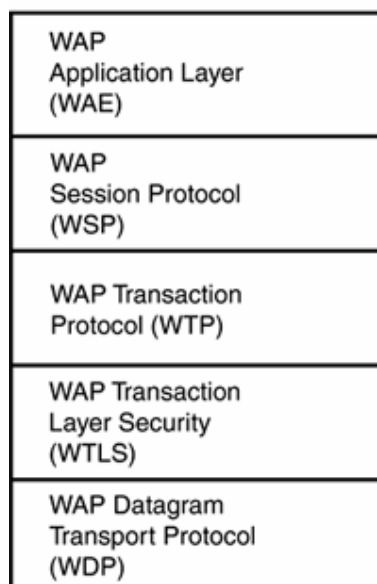 WAP
Application Layer
(WAE)
WAP
Session Protocol
(WSP)
WAP Transaction
Protocol (WTP)
WAP Transaction
Layer Security
(WTLS)
WAP Datagram
Transport Protocol
(WDP)